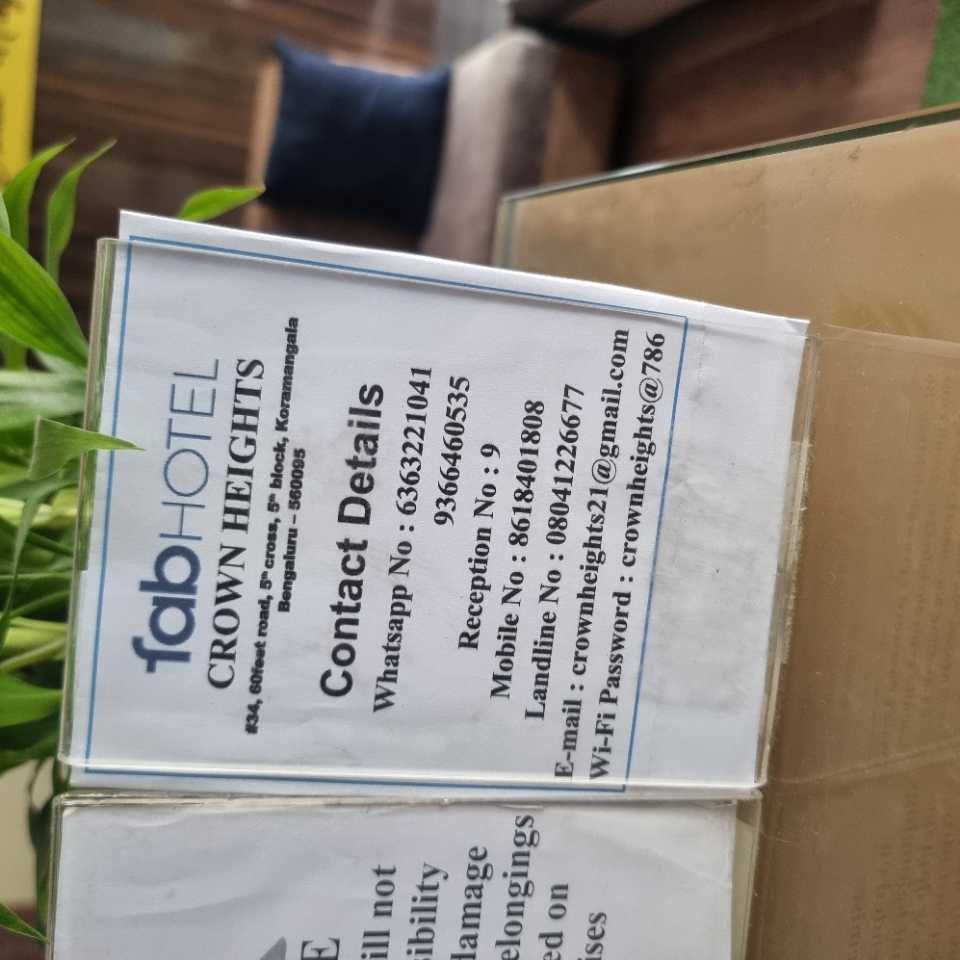 fabHOTEL
CROWN HEIGHTS
#34, 60feet road, 5th cross, 5th block, Koramangala
Bengaluru – 560095
Contact Details
Whatsapp No : 6363221041
9366460535
Reception No : 9
Mobile No : 8618401808
Landline No : 08041226677
E-mail : crownheights21@gmail.com
Wi-Fi Password : crownheights@786
E
ill not
ibility
damage
elongings
ed on
ises